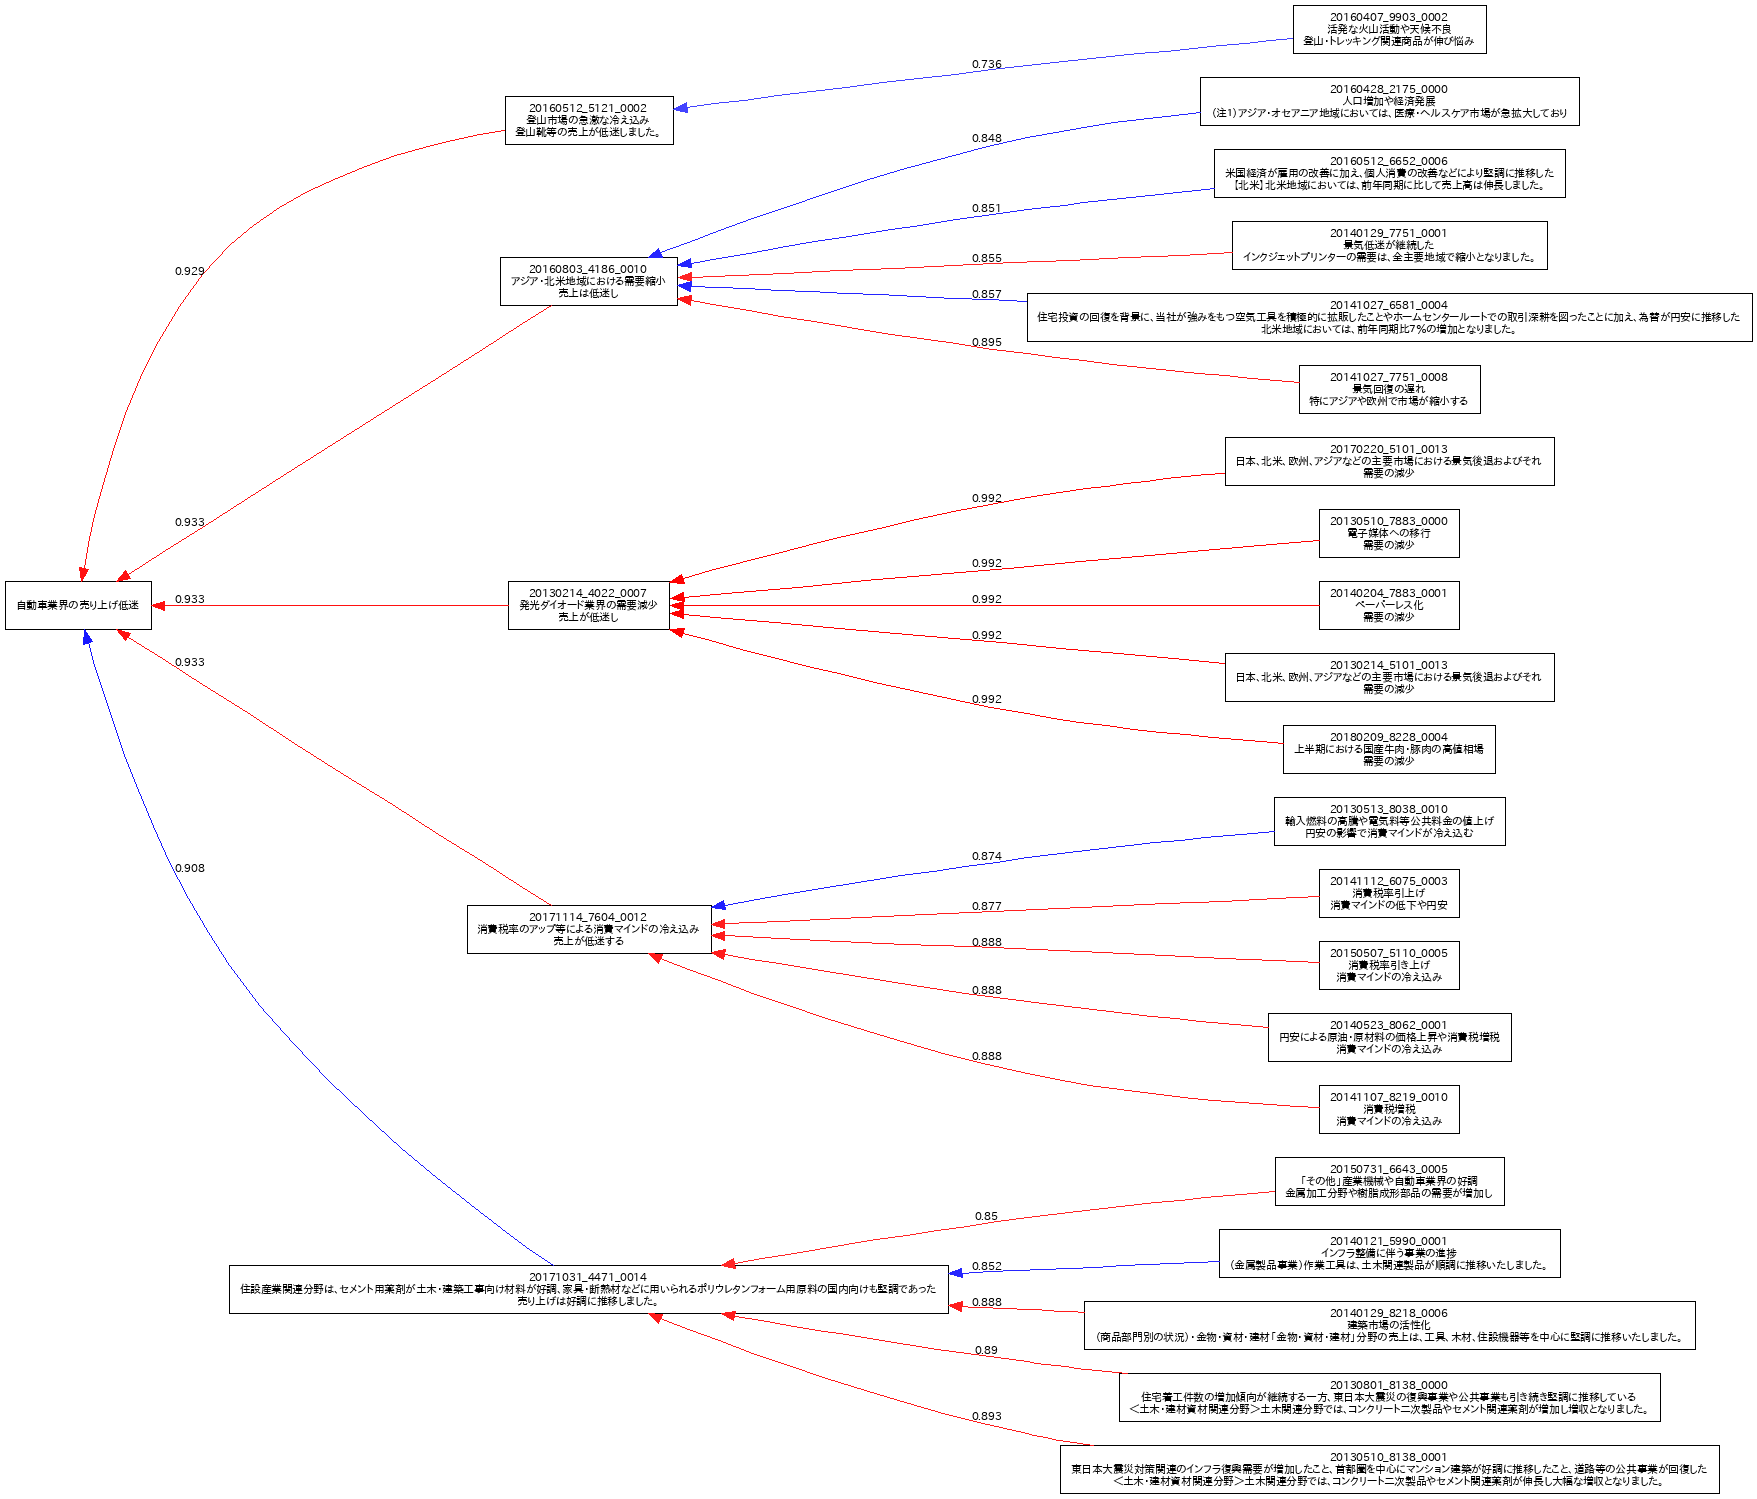 20160407_9903_0002
活発な火山活動や天候不良
登山・トレッキング関連商品が伸び悩み
0.736
20160512_5121_0002
登山市場の急激な冷え込み
登山靴等の売上が低迷しました。
20160428_2175_0000
人口増加や経済発展
(注1)アジア・オセアニア地域においては、医療・ヘルスケア市場が急拡大しており
0.848
20160512_6652_0006
米国経済が雇用の改善に加え、個人消費の改善などにより堅調に推移した
【北米】北米地域においては、前年同期に比して売上高は伸長しました。
0.851
20140129_7751_0001
景気低迷が継続した
インクジェットプリンターの需要は、全主要地域で縮小となりました。
0.855
0.929
20160803_4186_0010
アジア・北米地域における需要縮小
売上は低迷し
0.857
20141027_6581_0004
住宅投資の回復を背景に、当社が強みをもつ空気工具を積極的に拡販したことやホームセンタールートでの取引深耕を図ったことに加え、為替が円安に推移した
北米地域においては、前年同期比7%の増加となりました。
0.895
20141027_7751_0008
景気回復の遅れ
特にアジアや欧州で市場が縮小する
20170220_5101_0013
日本、北米、欧州、アジアなどの主要市場における景気後退およびそれ
需要の減少
0.992
0.933
20130510_7883_0000
電子媒体への移行
需要の減少
0.992
自動車業界の売り上げ低迷
0.933
20130214_4022_0007
発光ダイオード業界の需要減少
売上が低迷し
0.992
20140204_7883_0001
ペーパーレス化
需要の減少
0.992
0.933
20130214_5101_0013
日本、北米、欧州、アジアなどの主要市場における景気後退およびそれ
需要の減少
0.992
20180209_8228_0004
上半期における国産牛肉・豚肉の高値相場
需要の減少
20130513_8038_0010
輸入燃料の高騰や電気料等公共料金の値上げ
円安の影響で消費マインドが冷え込む
0.874
0.908
20141112_6075_0003
消費税率引上げ
消費マインドの低下や円安
0.877
20171114_7604_0012
消費税率のアップ等による消費マインドの冷え込み
売上が低迷する
0.888
20150507_5110_0005
消費税率引き上げ
消費マインドの冷え込み
0.888
20140523_8062_0001
円安による原油・原材料の価格上昇や消費税増税
消費マインドの冷え込み
0.888
20141107_8219_0010
消費税増税
消費マインドの冷え込み
20150731_6643_0005
「その他」産業機械や自動車業界の好調
金属加工分野や樹脂成形部品の需要が増加し
0.85
20140121_5990_0001
インフラ整備に伴う事業の進捗
(金属製品事業)作業工具は、土木関連製品が順調に推移いたしました。
0.852
20171031_4471_0014
住設産業関連分野は、セメント用薬剤が土木・建築工事向け材料が好調、家具・断熱材などに用いられるポリウレタンフォーム用原料の国内向けも堅調であった
売り上げは好調に推移しました。
0.888
20140129_8218_0006
建築市場の活性化
(商品部門別の状況)・金物・資材・建材「金物・資材・建材」分野の売上は、工具、木材、住設機器等を中心に堅調に推移いたしました。
0.89
20130801_8138_0000
住宅着工件数の増加傾向が継続する一方、東日本大震災の復興事業や公共事業も引き続き堅調に推移している
<土木・建材資材関連分野>土木関連分野では、コンクリート二次製品やセメント関連薬剤が増加し増収となりました。
0.893
20130510_8138_0001
東日本大震災対策関連のインフラ復興需要が増加したこと、首都圏を中心にマンション建築が好調に推移したこと、道路等の公共事業が回復した
<土木・建材資材関連分野>土木関連分野では、コンクリート二次製品やセメント関連薬剤が伸長し大幅な増収となりました。